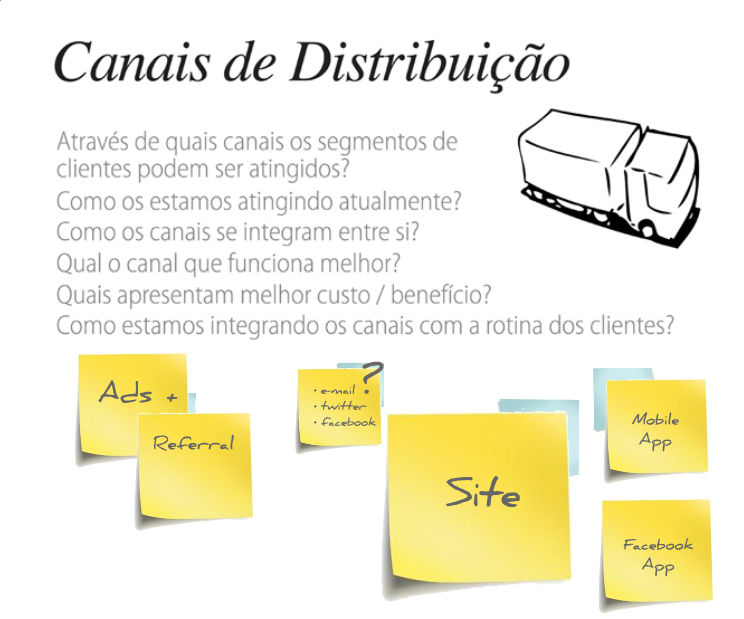 Canais de Distribuição
Através de quais canais os segmentos de
clientes podem ser atingidos?
Como os estamos atingindo atualmente?
Como os canais se integram entre si?
Qual o canal que funciona melhor?
Quais apresentam melhor custo / benefício?
Como estamos integrando os canais com a rotina dos clientes?
Ads +
Referral
?
• e-mail
• twitter
• facebook
Site
Mobile
App
Facebook
App